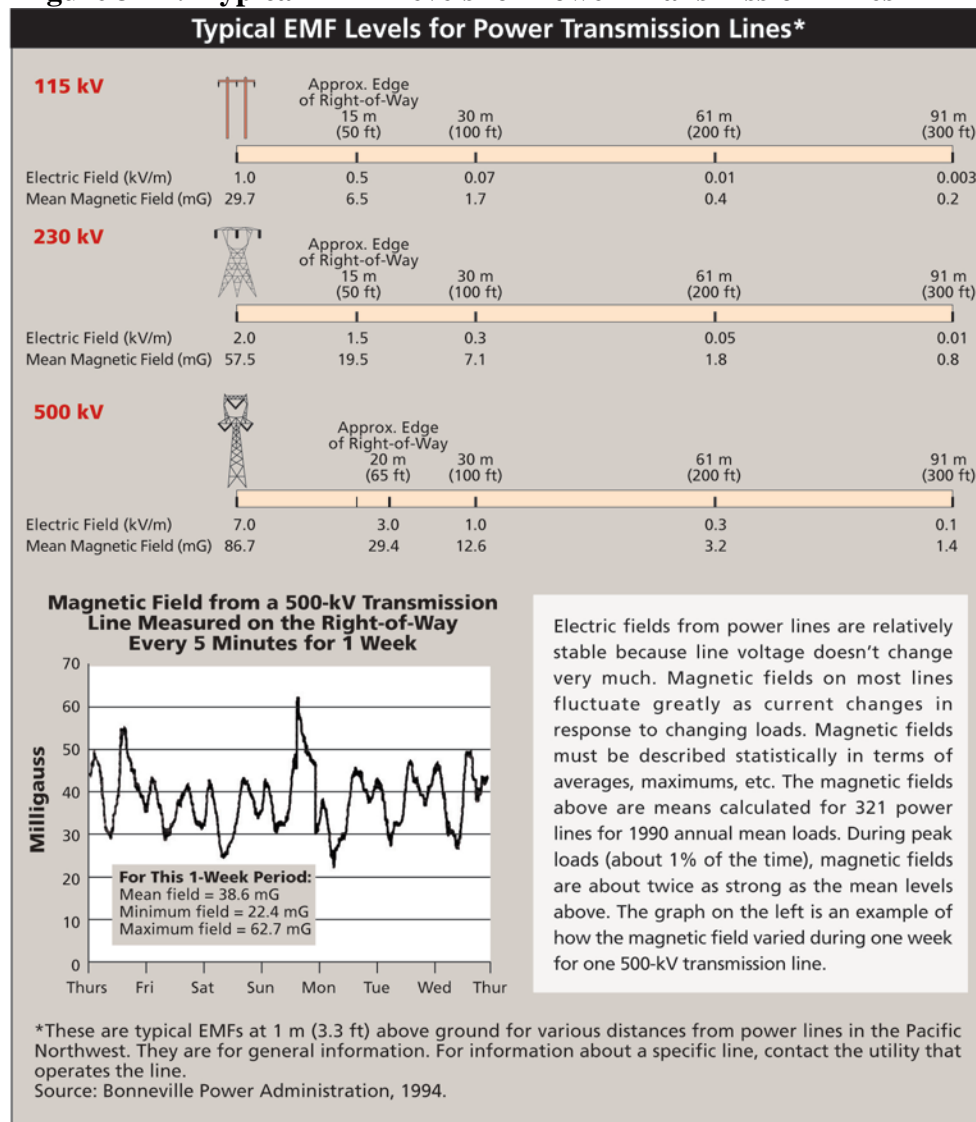 Typical EMF Levels for Power Transmission Lines*
115 kV
Approx. Edge
of Right-of-Way
15 m 30 m 61 m 91 m
(50 ft) (100 ft) (200 ft) (300 ft)
Electric Field (kV/m) 1.0 0.5 0.07 0.01 0.003
Mean Magnetic Field (mG) 29.7 6.5 1.7 0.4 0.2
230 kV
Approx. Edge
of Right-of-Way
15 m 30 m 61 m 91 m
(50 ft) (100 ft) (200 ft) (300 ft)
Electric Field (kV/m) 2.0 1.5 0.3 0.05 0.01
Mean Magnetic Field (mG) 57.5 19.5 7.1 1.8 0.8
500 kV
Approx. Edge
of Right-of-Way
20 m 30 m 61 m 91 m
(65 ft) (100 ft) (200 ft) (300 ft)
Electric Field (kV/m) 7.0 3.0 1.0 0.3 0.1
Mean Magnetic Field (mG) 86.7 29.4 12.6 3.2 1.4
Magnetic Field from a 500-kV Transmission
Line Measured on the Right-of-Way
Every 5 Minutes for 1 Week
70
60
50
40
30
20
10
0
Milligauss
For This 1-Week Period:
Mean field = 38.6 mG
Minimum field = 22.4 mG
Maximum field = 62.7 mG
Thurs Fri Sat Sun Mon Tue Wed Thur
Electric fields from power lines are relatively
stable because line voltage doesn't change
very much. Magnetic fields on most lines
fluctuate greatly as current changes in
response to changing loads. Magnetic fields
must be described statistically in terms of
averages, maximums, etc. The magnetic fields
above are means calculated for 321 power
lines for 1990 annual mean loads. During peak
loads (about 1% of the time), magnetic fields
are about twice as strong as the mean levels
above. The graph on the left is an example of
how the magnetic field varied during one week
for one 500-kV transmission line.
*These are typical EMFs at 1 m (3.3 ft) above ground for various distances from power lines in the Pacific
Northwest. They are for general information. For information about a specific line, contact the utility that
operates the line.
Source: Bonneville Power Administration, 1994.